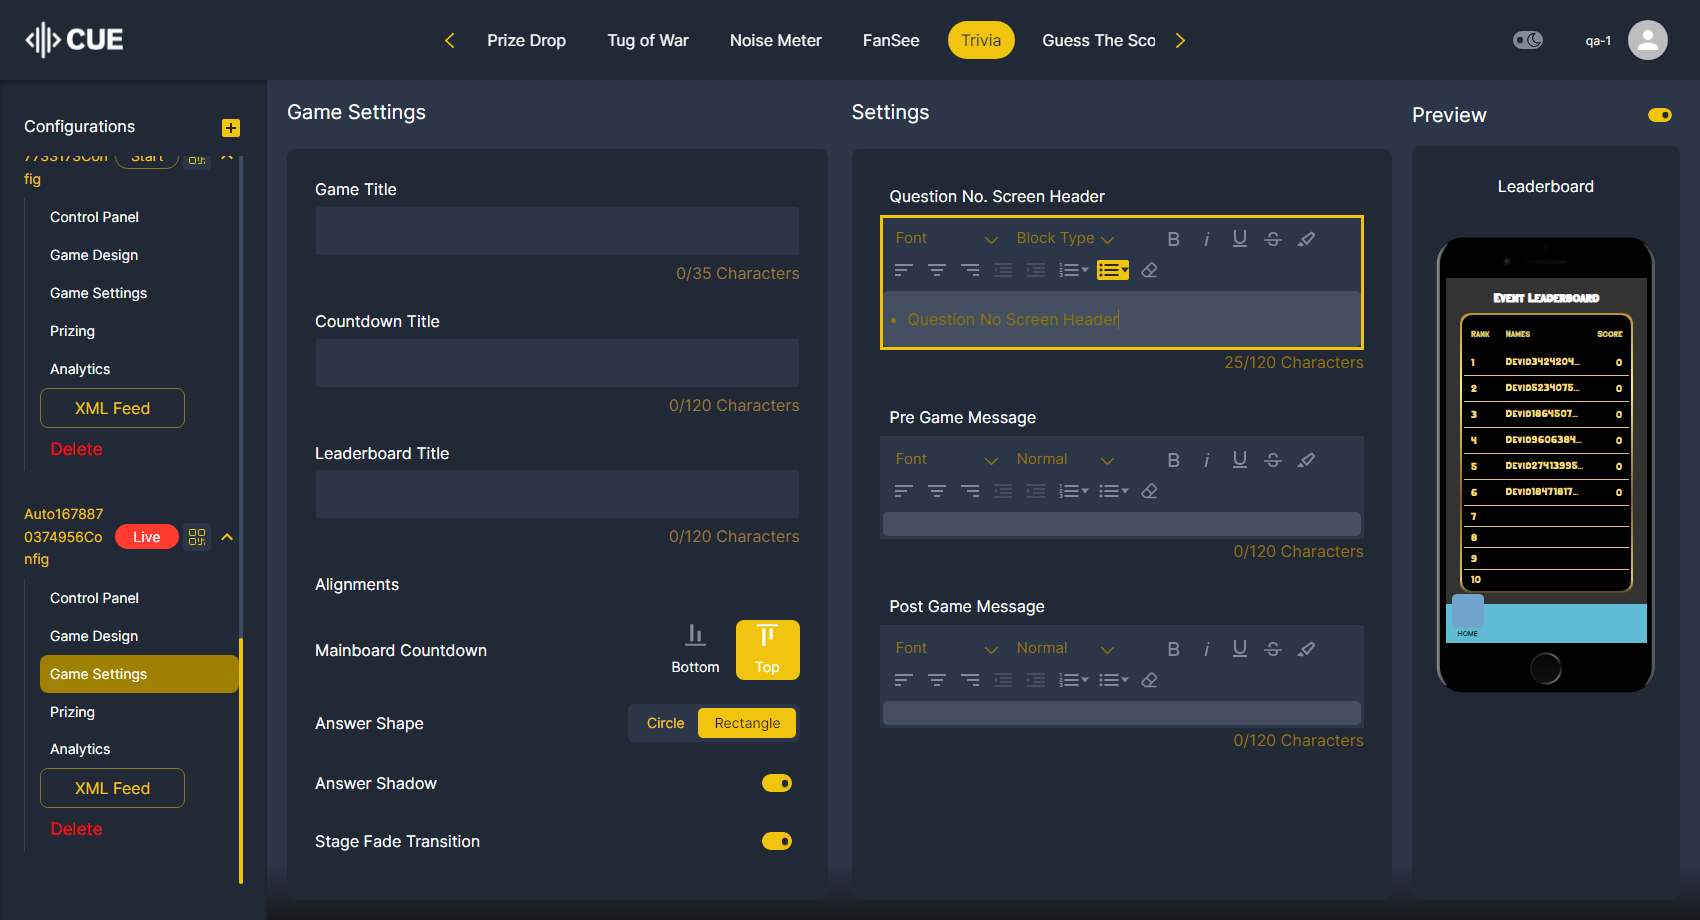 CUE
Prize Drop
Tug of War
Noise Meter
FanSee
Trivia
Guess The Sco
qa-1
Configurations
7733173Con
fig
Start
Control Panel
Game Design
Game Settings
Prizing
Analytics
XML Feed
Delete
Auto167887
0374956Co
nfig
Live
Control Panel
Game Design
Game Settings
Prizing
Analytics
XML Feed
Delete
Game Settings
Game Title
0/35 Characters
Countdown Title
0/120 Characters
Leaderboard Title
0/120 Characters
Alignments
Mainboard Countdown
Bottom
Top
Answer Shape
Circle
Rectangle
Answer Shadow
Stage Fade Transition
Settings
Question No. Screen Header
Font
Block Type
B i U S
• Question No Screen Header
25/120 Characters
Pre Game Message
Font
Normal
B i U S
0/120 Characters
Post Game Message
Font
Normal
B i U S
0/120 Characters
Preview
Leaderboard
Event Leaderboard
Rank Names Score
1 DEVID3424204... 0
2 DEVID5234075... 0
3 DEVID1864507... 0
4 DEVID9606384... 0
5 DEVID27413995... 0
6 DEVID18471817... 0
7
8
9
10
HOME